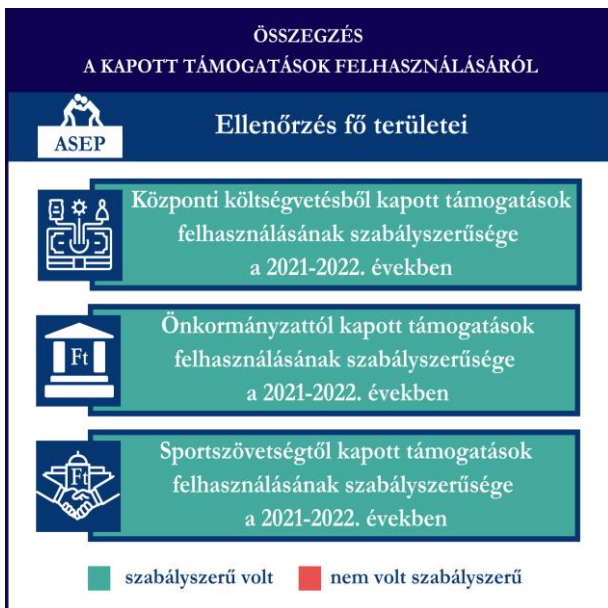 ÖSSZEGZÉS
A KAPOTT TÁMOGATÁSOK FELHASZNÁLÁSÁRÓL
ASEP
Ellenőrzés fő területei
Központi költségvetésből kapott támogatások
felhasználásának szabályszerűsége
a 2021-2022. években
Ft
Önkormányzattól kapott támogatások
felhasználásának szabályszerűsége
a 2021-2022. években
Ft
Sportszövetségtől kapott támogatások
felhasználásának szabályszerűsége
a 2021-2022. években
szabályszerű volt
nem volt szabályszerű